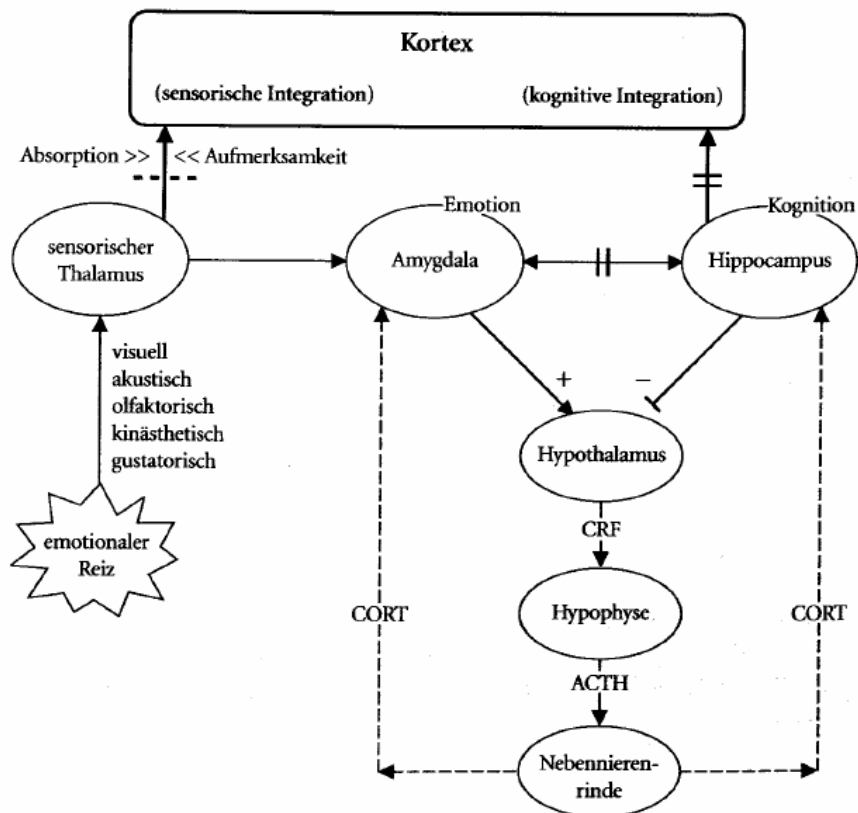 Kortex
(sensorische Integration) (kognitive Integration)
Absorption >> << Aufmerksamkeit
Emotion
Kognition
sensorischer
Thalamus
Amygdala
Hippocampus
visuell
akustisch
olfaktorisch
kinästhetisch
gustatorisch
+ −
Hypothalamus
emotionaler
Reiz
CRF
Hypophyse
CORT
CORT
ACTH
Nebennieren-
rinde